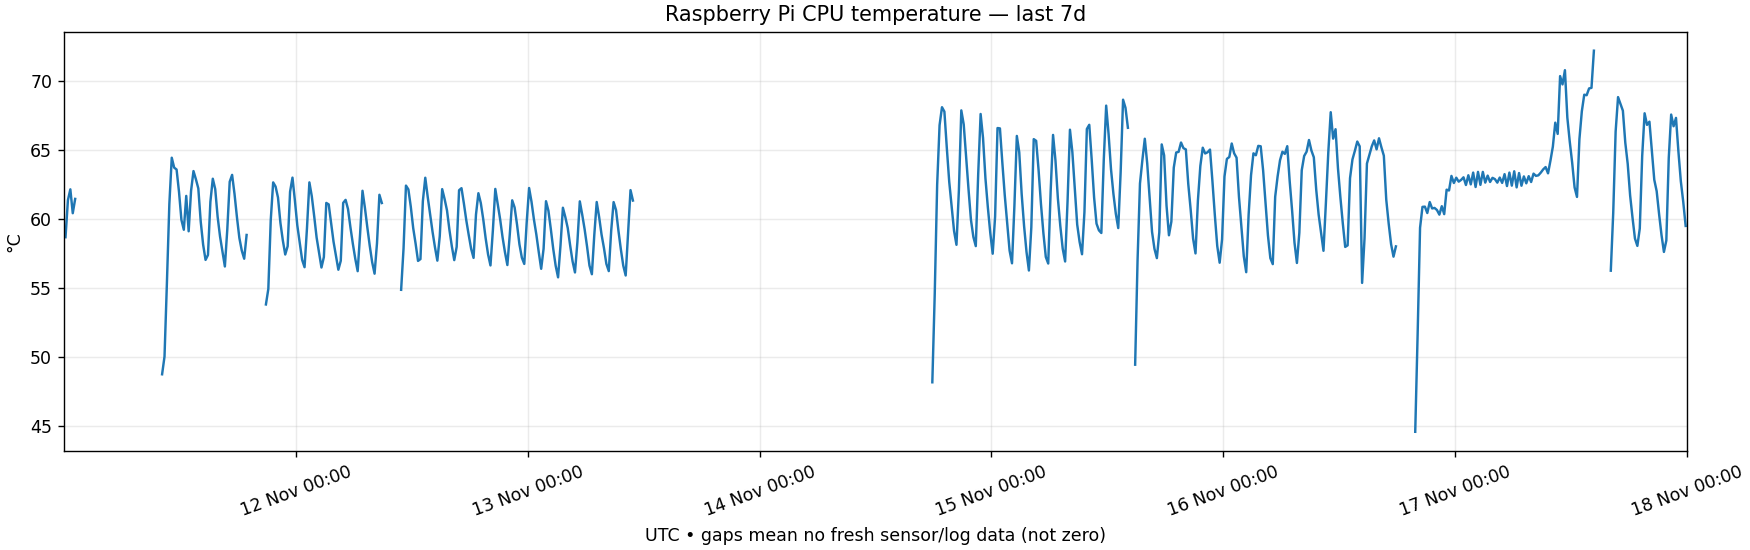 Raspberry Pi CPU temperature — last 7d
°C
70
65
60
55
50
45
12 Nov 00:00
13 Nov 00:00
14 Nov 00:00
15 Nov 00:00
16 Nov 00:00
17 Nov 00:00
18 Nov 00:00
UTC • gaps mean no fresh sensor/log data (not zero)